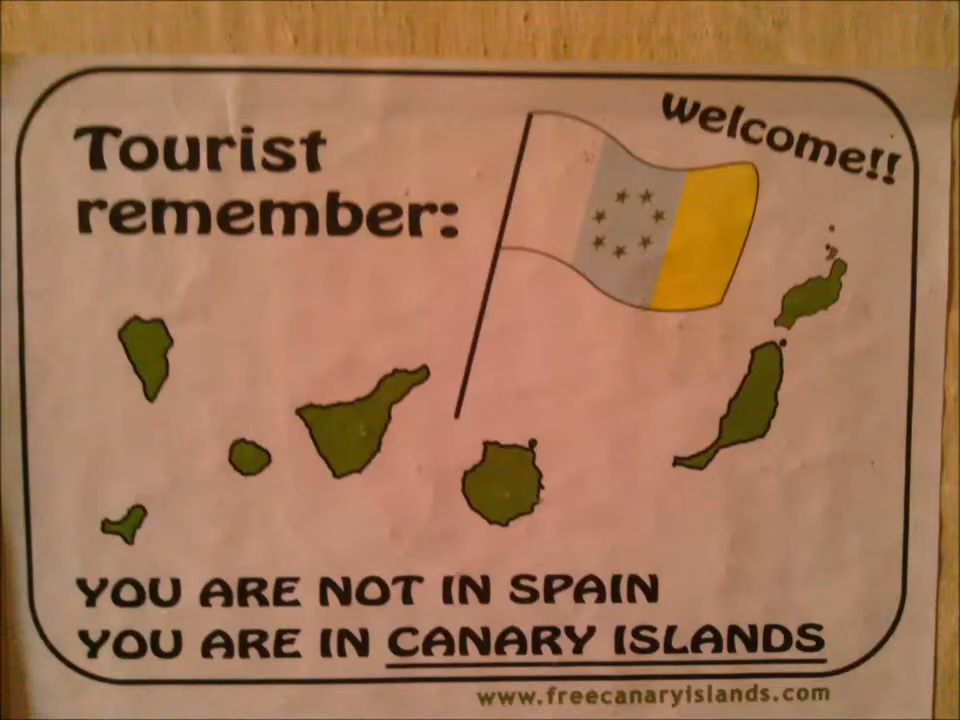 Tourist
remember:
welcome!!
YOU ARE NOT IN SPAIN
YOU ARE IN CANARY ISLANDS
www.freecanaryislands.com